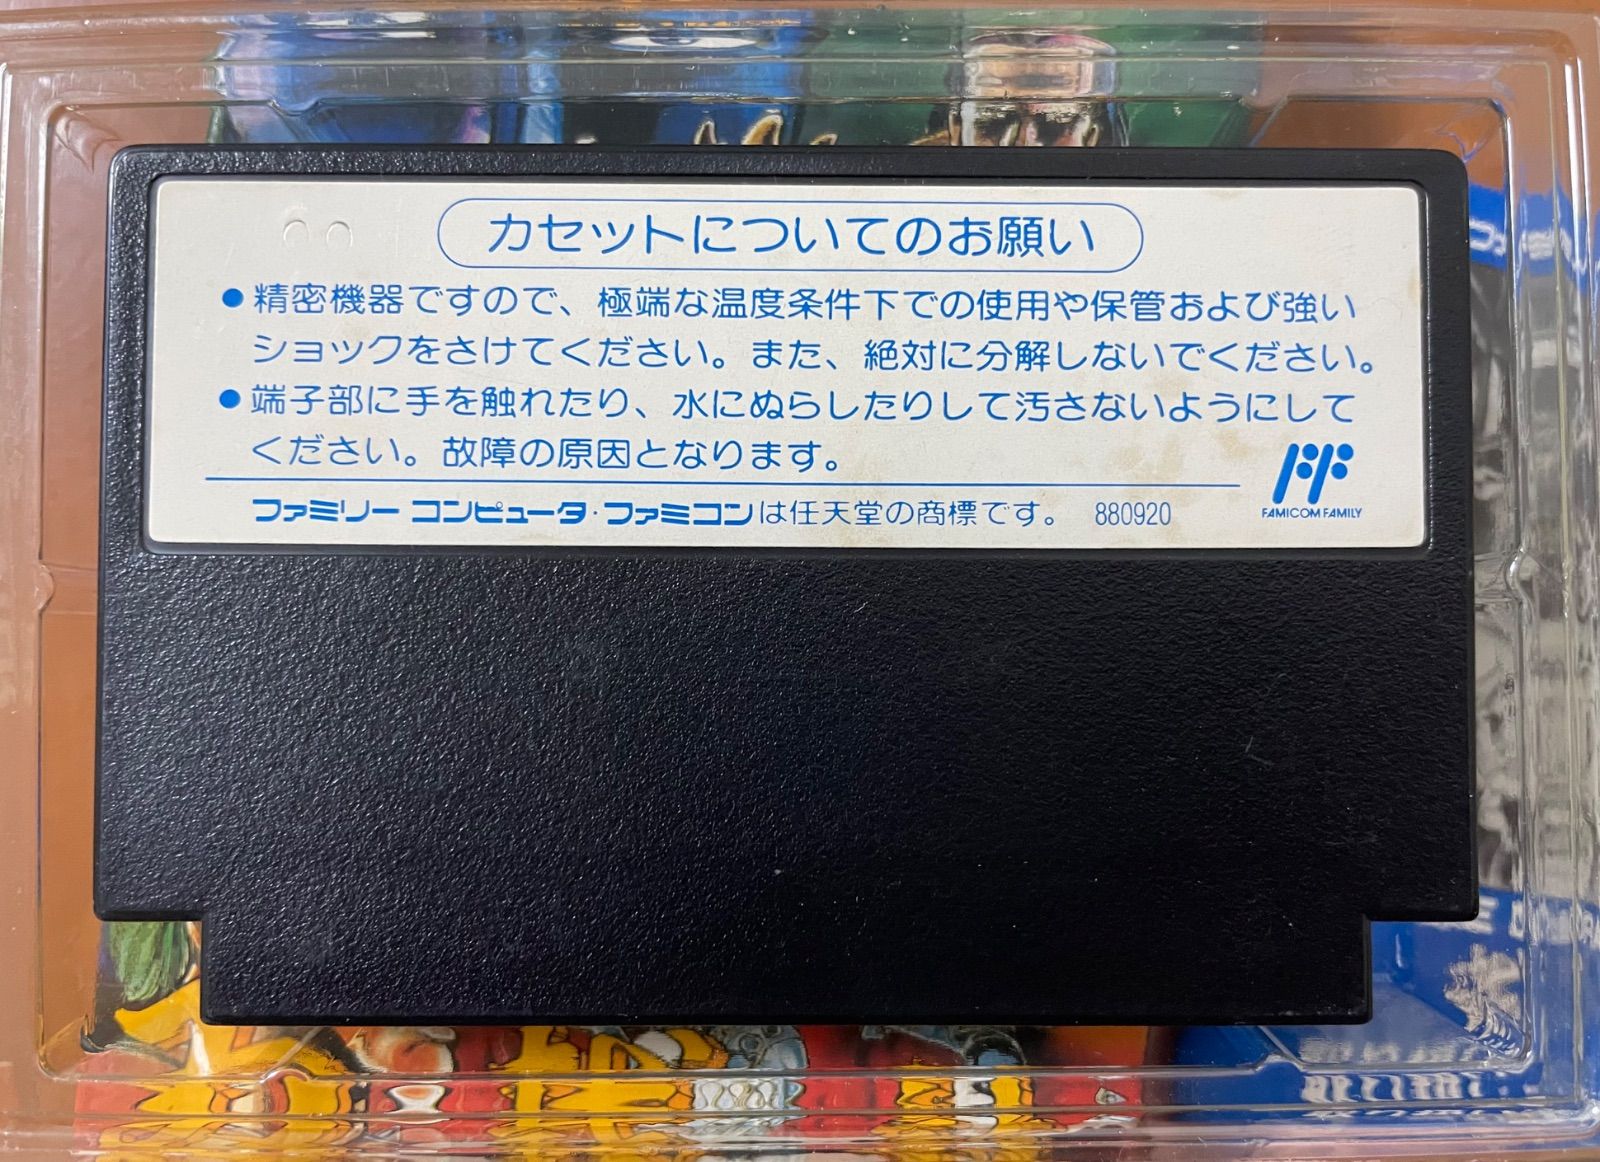 カセットについてのお願い
●精密機器ですので、極端な温度条件下での使用や保管および強い
ショックをさけてください。また、絶対に分解しないでください。
●端子部に手を触れたり、水にぬらしたりして汚さないようにして
ください。故障の原因となります。
ファミリーコンピュータ・ファミコンは任天堂の商標です。 880920
FAMICOM FAMILY